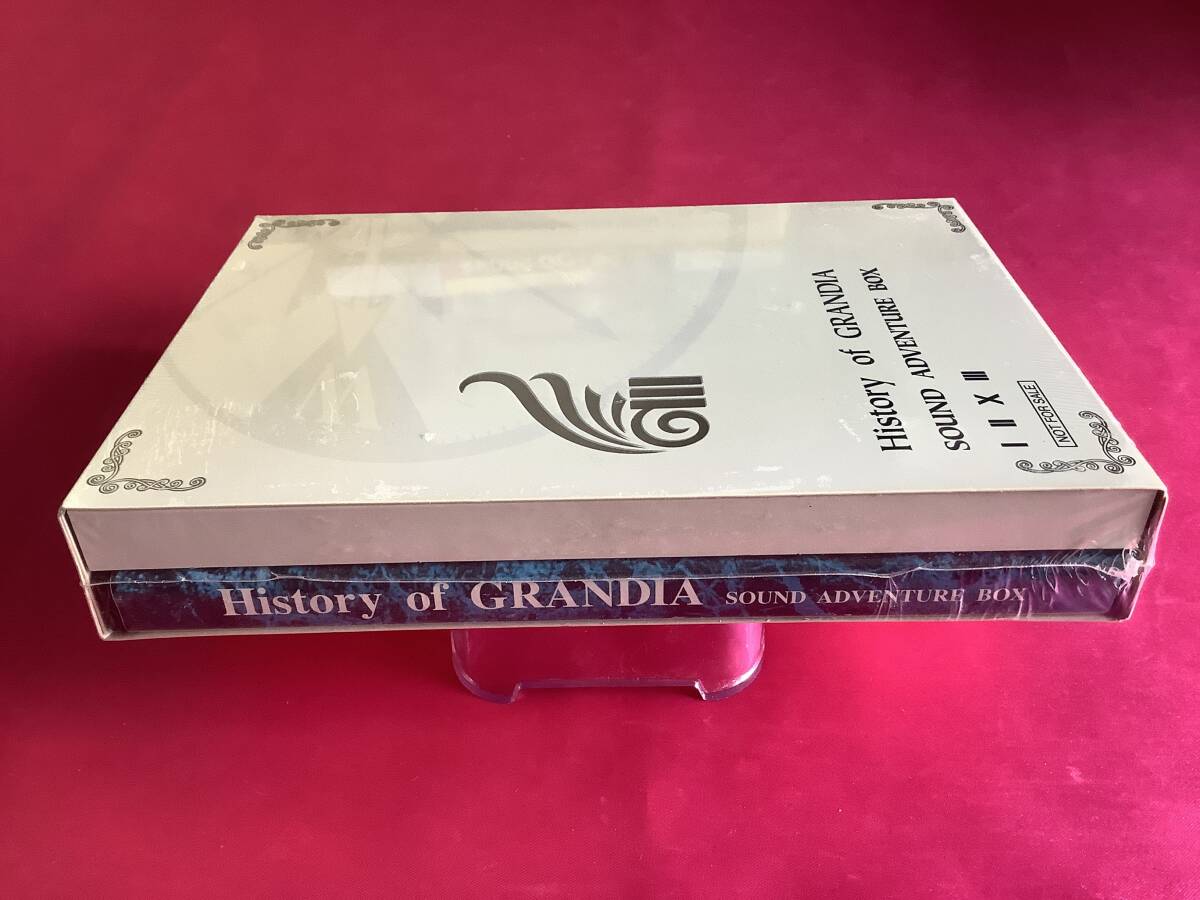 History of GRANDIA
SOUND ADVENTURE BOX
I II X III
NOT FOR SALE
History of GRANDIA SOUND ADVENTURE BOX